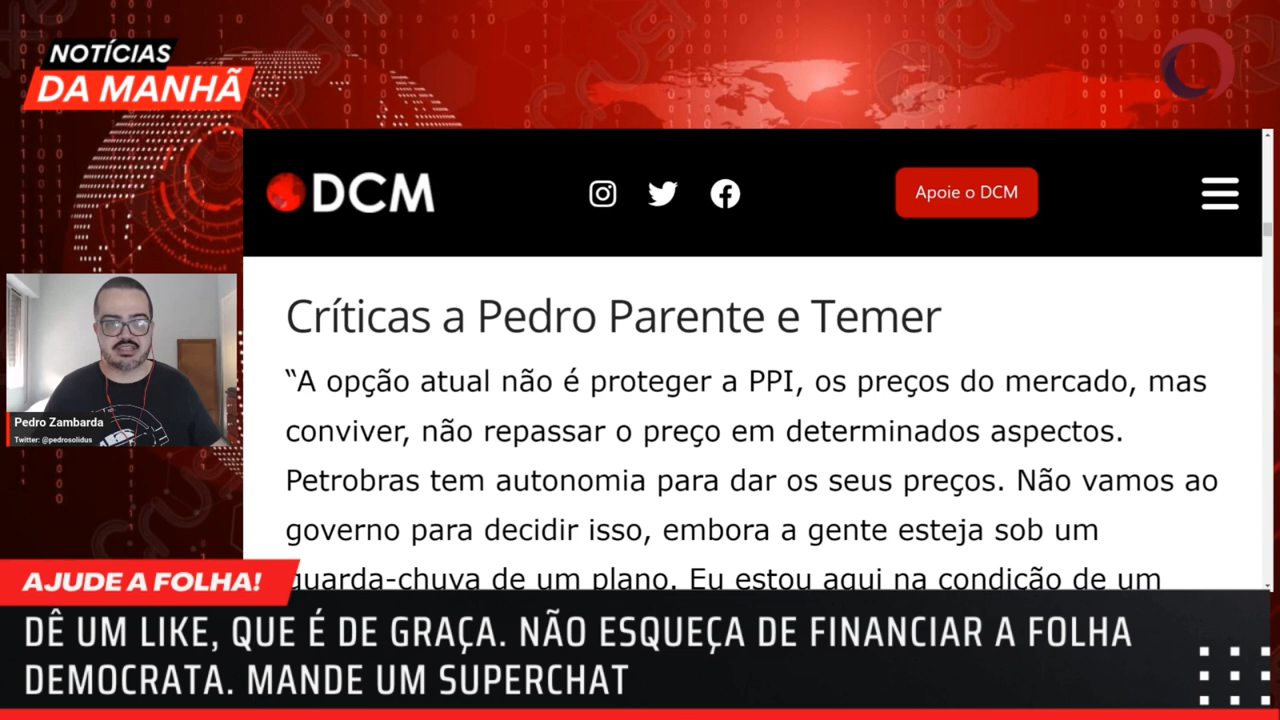 NOTÍCIAS
DA MANHÃ
DCM
Apoie o DCM
Críticas a Pedro Parente e Temer
“A opção atual não é proteger a PPI, os preços do mercado, mas
conviver, não repassar o preço em determinados aspectos.
Petrobras tem autonomia para dar os seus preços. Não vamos ao
governo para decidir isso, embora a gente esteja sob um
guarda-chuva de um plano. Eu estou aqui na condição de um
Pedro Zambarda
Twitter: @pedrosolidus
AJUDE A FOLHA!
DÊ UM LIKE, QUE É DE GRAÇA. NÃO ESQUEÇA DE FINANCIAR A FOLHA
DEMOCRATA. MANDE UM SUPERCHAT